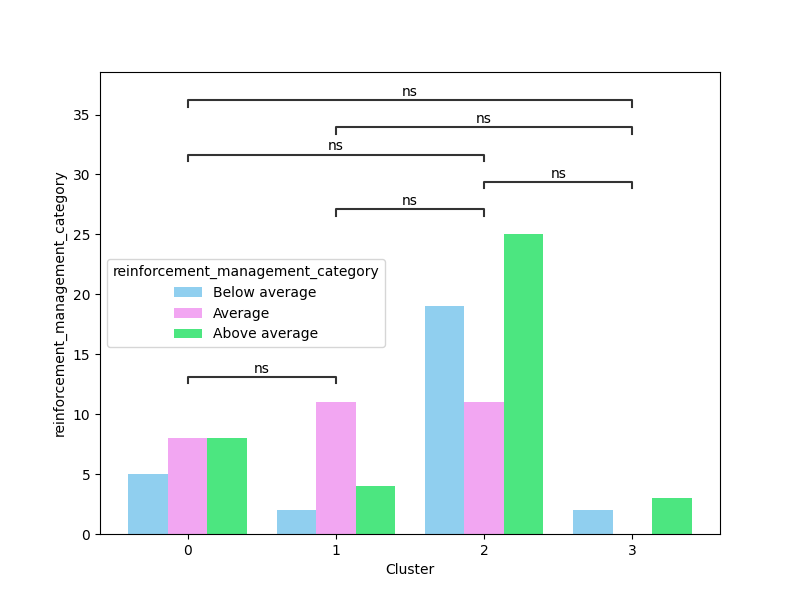 ns
35
ns
ns
30
ns
ns
25
reinforcement_management_category
reinforcement_management_category
Below average
20
Average
Above average
15
ns
10
5
0
0 1 2 3
Cluster